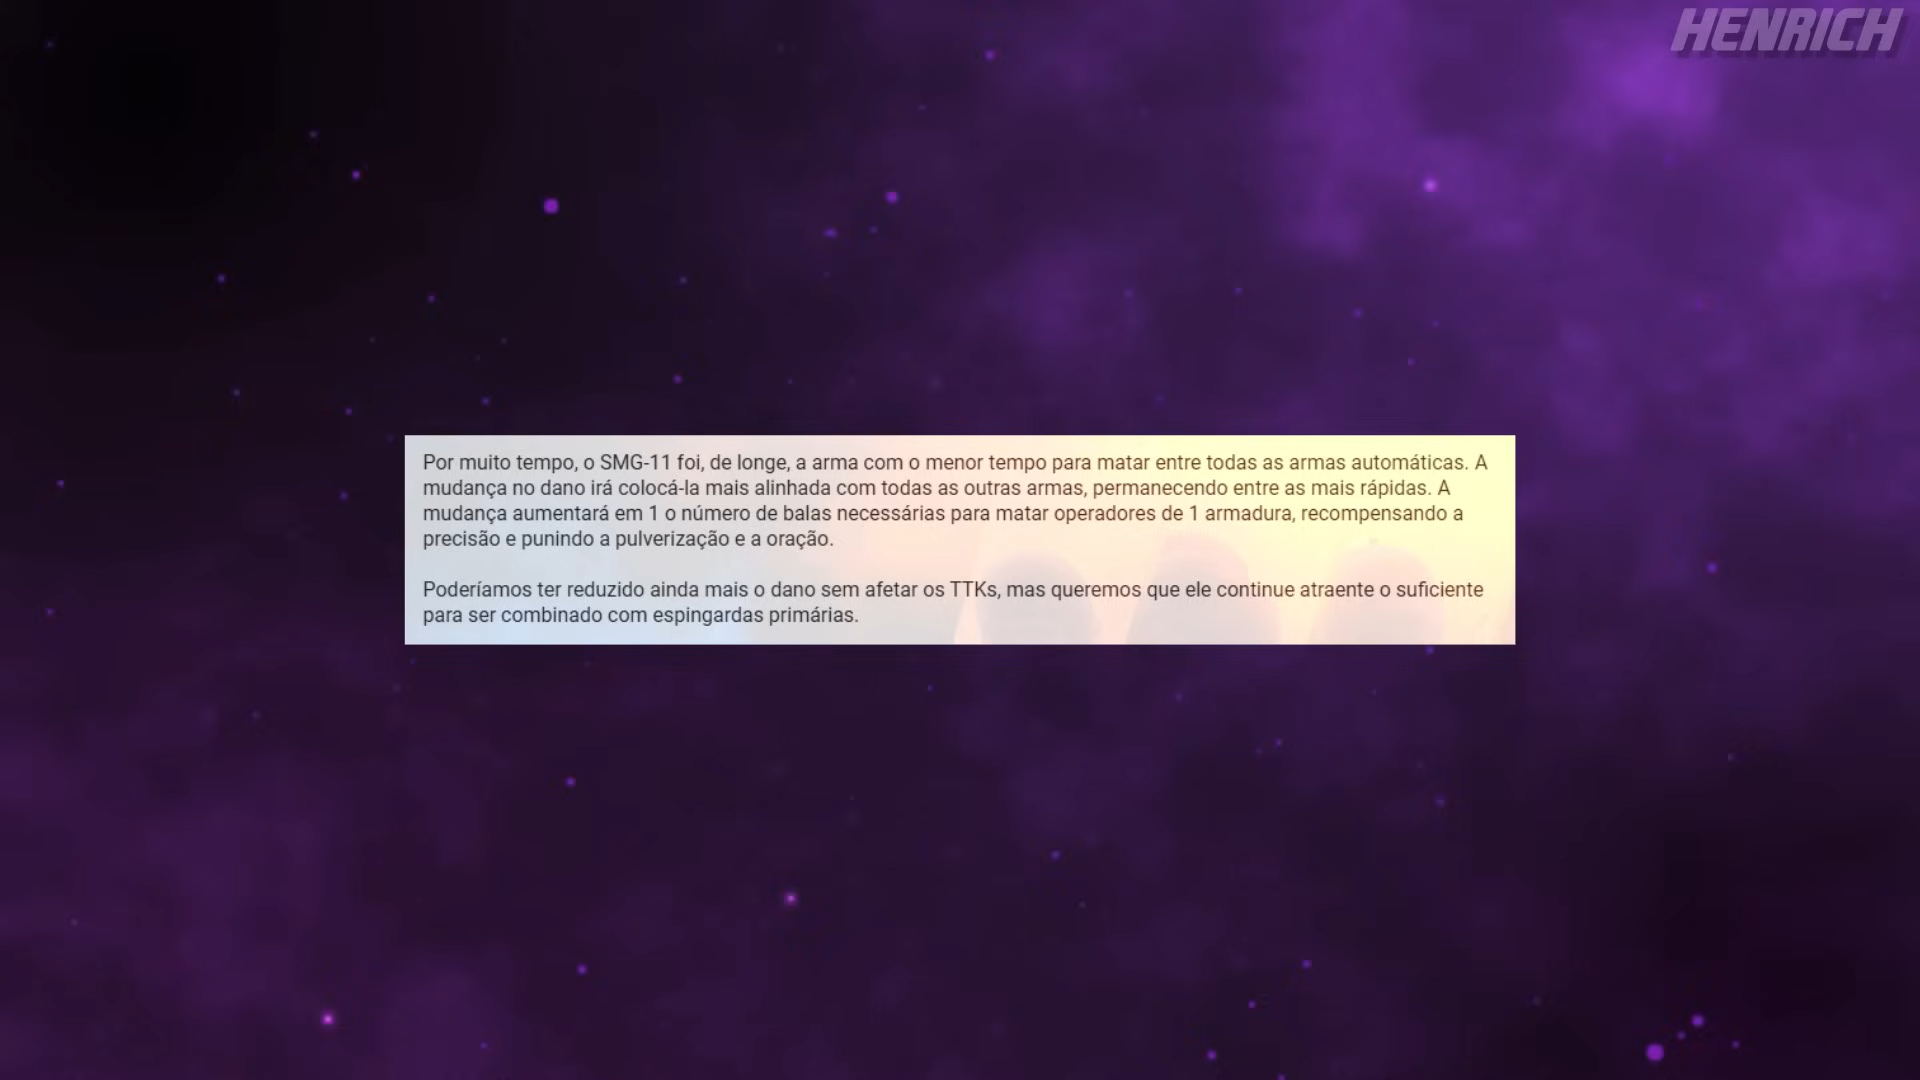 HENRICH
Por muito tempo, o SMG-11 foi, de longe, a arma com o menor tempo para matar entre todas as armas automáticas. A
mudança no dano irá colocá-la mais alinhada com todas as outras armas, permanecendo entre as mais rápidas. A
mudança aumentará em 1 o número de balas necessárias para matar operadores de 1 armadura, recompensando a
precisão e punindo a pulverização e a oração.
Poderíamos ter reduzido ainda mais o dano sem afetar os TTKs, mas queremos que ele continue atraente o suficiente
para ser combinado com espingardas primárias.